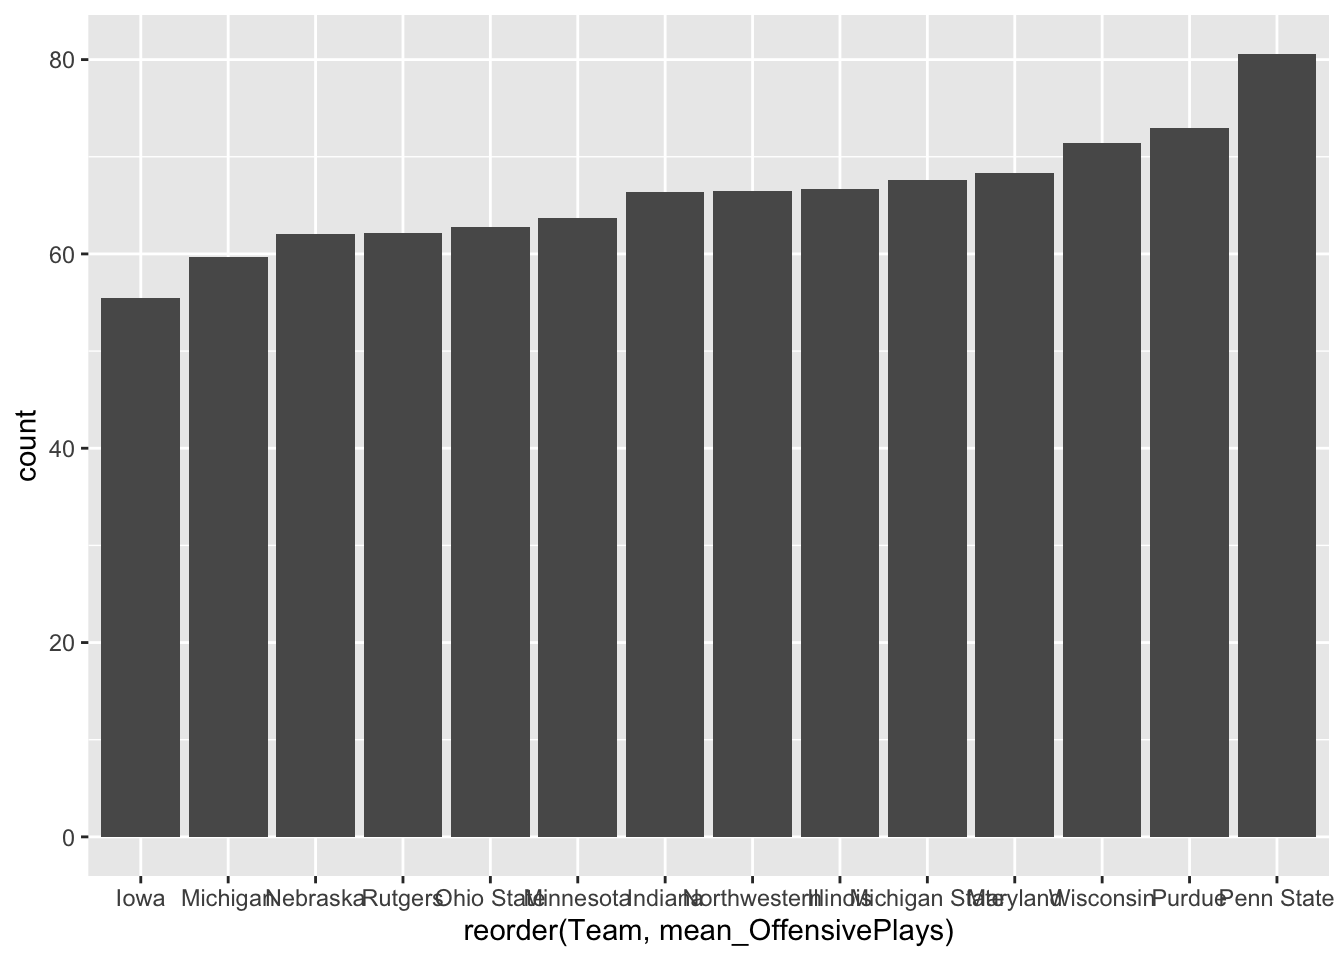 80
60
40
20
0
count
Iowa Michigan Nebraska Rutgers Ohio State Minnesota Indiana Northwestern Illinois Michigan State Maryland Wisconsin Purdue Penn State
reorder(Team, mean_OffensivePlays)